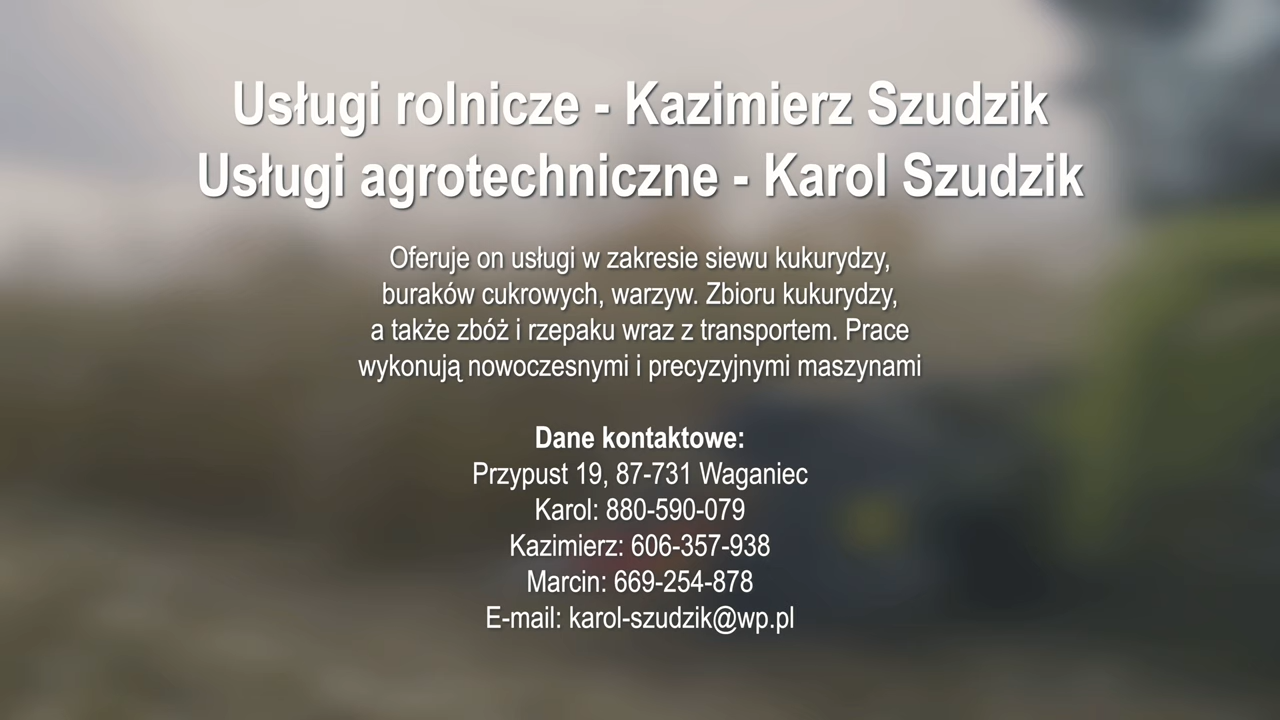 Usługi rolnicze - Kazimierz Szudzik
Usługi agrotechniczne - Karol Szudzik
Oferuje on usługi w zakresie siewu kukurydzy,
buraków cukrowych, warzyw. Zbioru kukurydzy,
a także zbóż i rzepaku wraz z transportem. Prace
wykonują nowoczesnymi i precyzyjnymi maszynami
Dane kontaktowe:
Przypust 19, 87-731 Waganiec
Karol: 880-590-079
Kazimierz: 606-357-938
Marcin: 669-254-878
E-mail: karol-szudzik@wp.pl